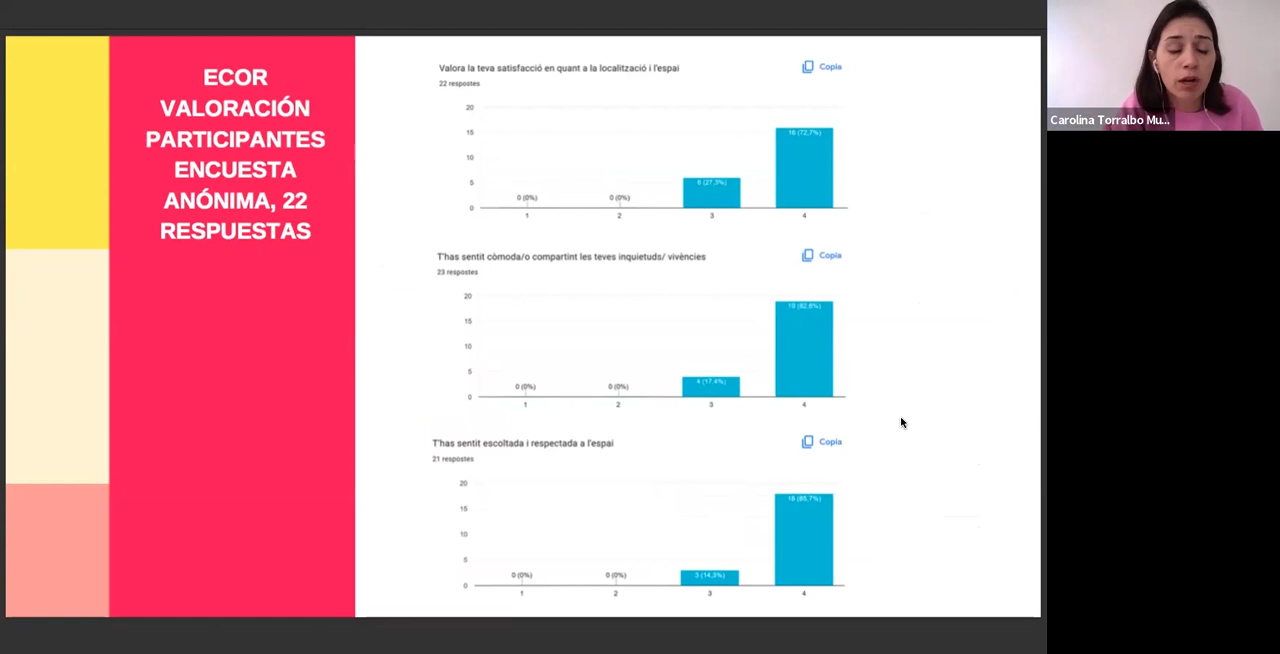 ECOR
VALORACIÓN
PARTICIPANTES
ENCUESTA
ANÓNIMA, 22
RESPUESTAS
Valora la teva satisfacció en quant a la localització i l'espai
Copia
22 respostes
20
15
10
5
0
0 (0%)
0 (0%)
6 (27,3%)
16 (72,7%)
1
2
3
4
T'has sentit còmoda/o compartint les teves inquietuds/ vivències
Copia
23 respostes
20
15
10
5
0
0 (0%)
0 (0%)
4 (17,4%)
19 (82,6%)
1
2
3
4
T'has sentit escoltada i respectada a l'espai
Copia
21 respostes
20
15
10
5
0
0 (0%)
0 (0%)
3 (14,3%)
18 (85,7%)
1
2
3
4
Carolina Torralbo Mu...